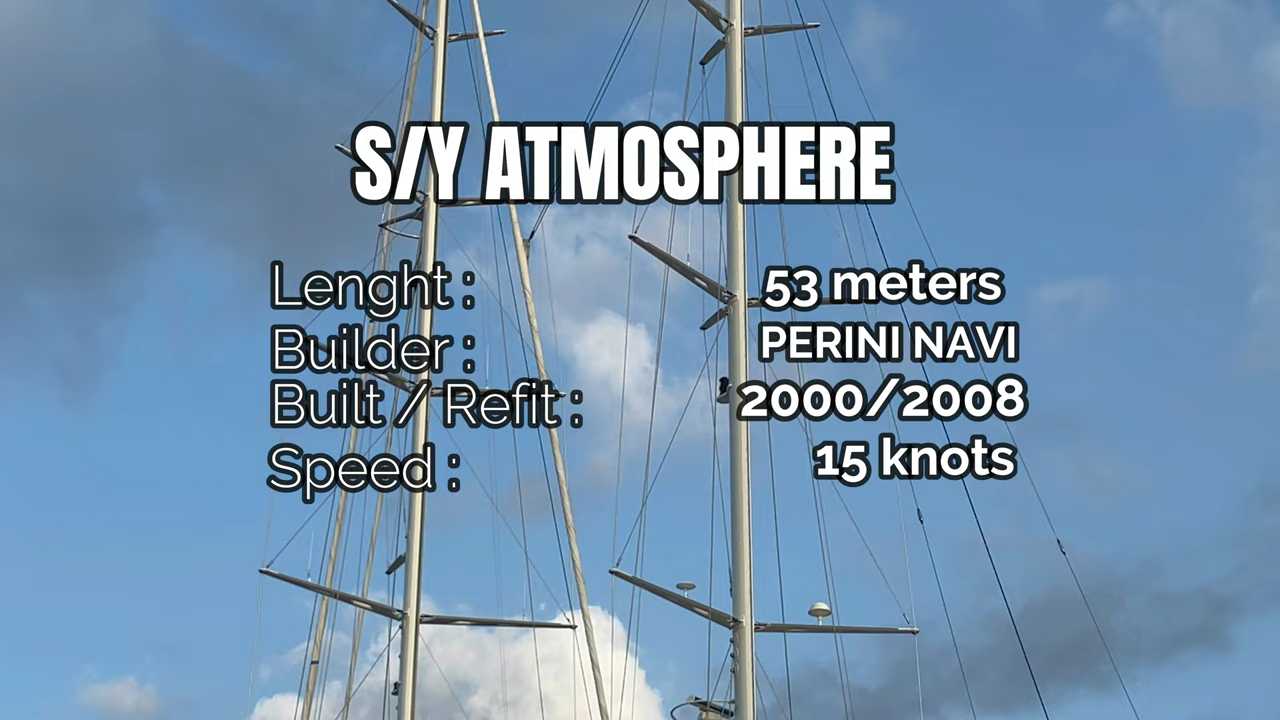 S/Y ATMOSPHERE
Lenght : 53 meters
Builder : PERINI NAVI
Built / Refit : 2000/2008
Speed : 15 knots